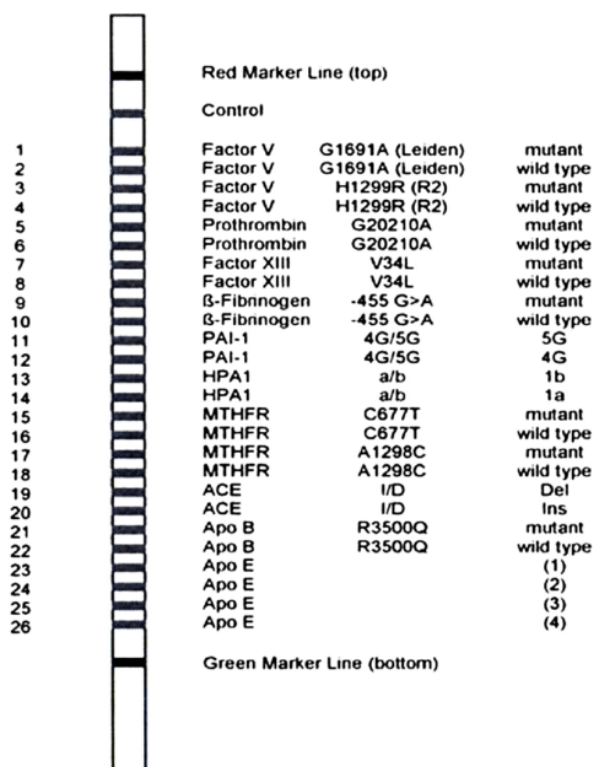 Red Marker Line (top)
Control
1 Factor V G1691A (Leiden) mutant
2 Factor V G1691A (Leiden) wild type
3 Factor V H1299R (R2) mutant
4 Factor V H1299R (R2) wild type
5 Prothrombin G20210A mutant
6 Prothrombin G20210A wild type
7 Factor XIII V34L mutant
8 Factor XIII V34L wild type
9 ß-Fibrinogen -455 G>A mutant
10 ß-Fibrinogen -455 G>A wild type
11 PAI-1 4G/5G 5G
12 PAI-1 4G/5G 4G
13 HPA1 a/b 1b
14 HPA1 a/b 1a
15 MTHFR C677T mutant
16 MTHFR C677T wild type
17 MTHFR A1298C mutant
18 MTHFR A1298C wild type
19 ACE I/D Del
20 ACE I/D Ins
21 Apo B R3500Q mutant
22 Apo B R3500Q wild type
23 Apo E (1)
24 Apo E (2)
25 Apo E (3)
26 Apo E (4)
Green Marker Line (bottom)